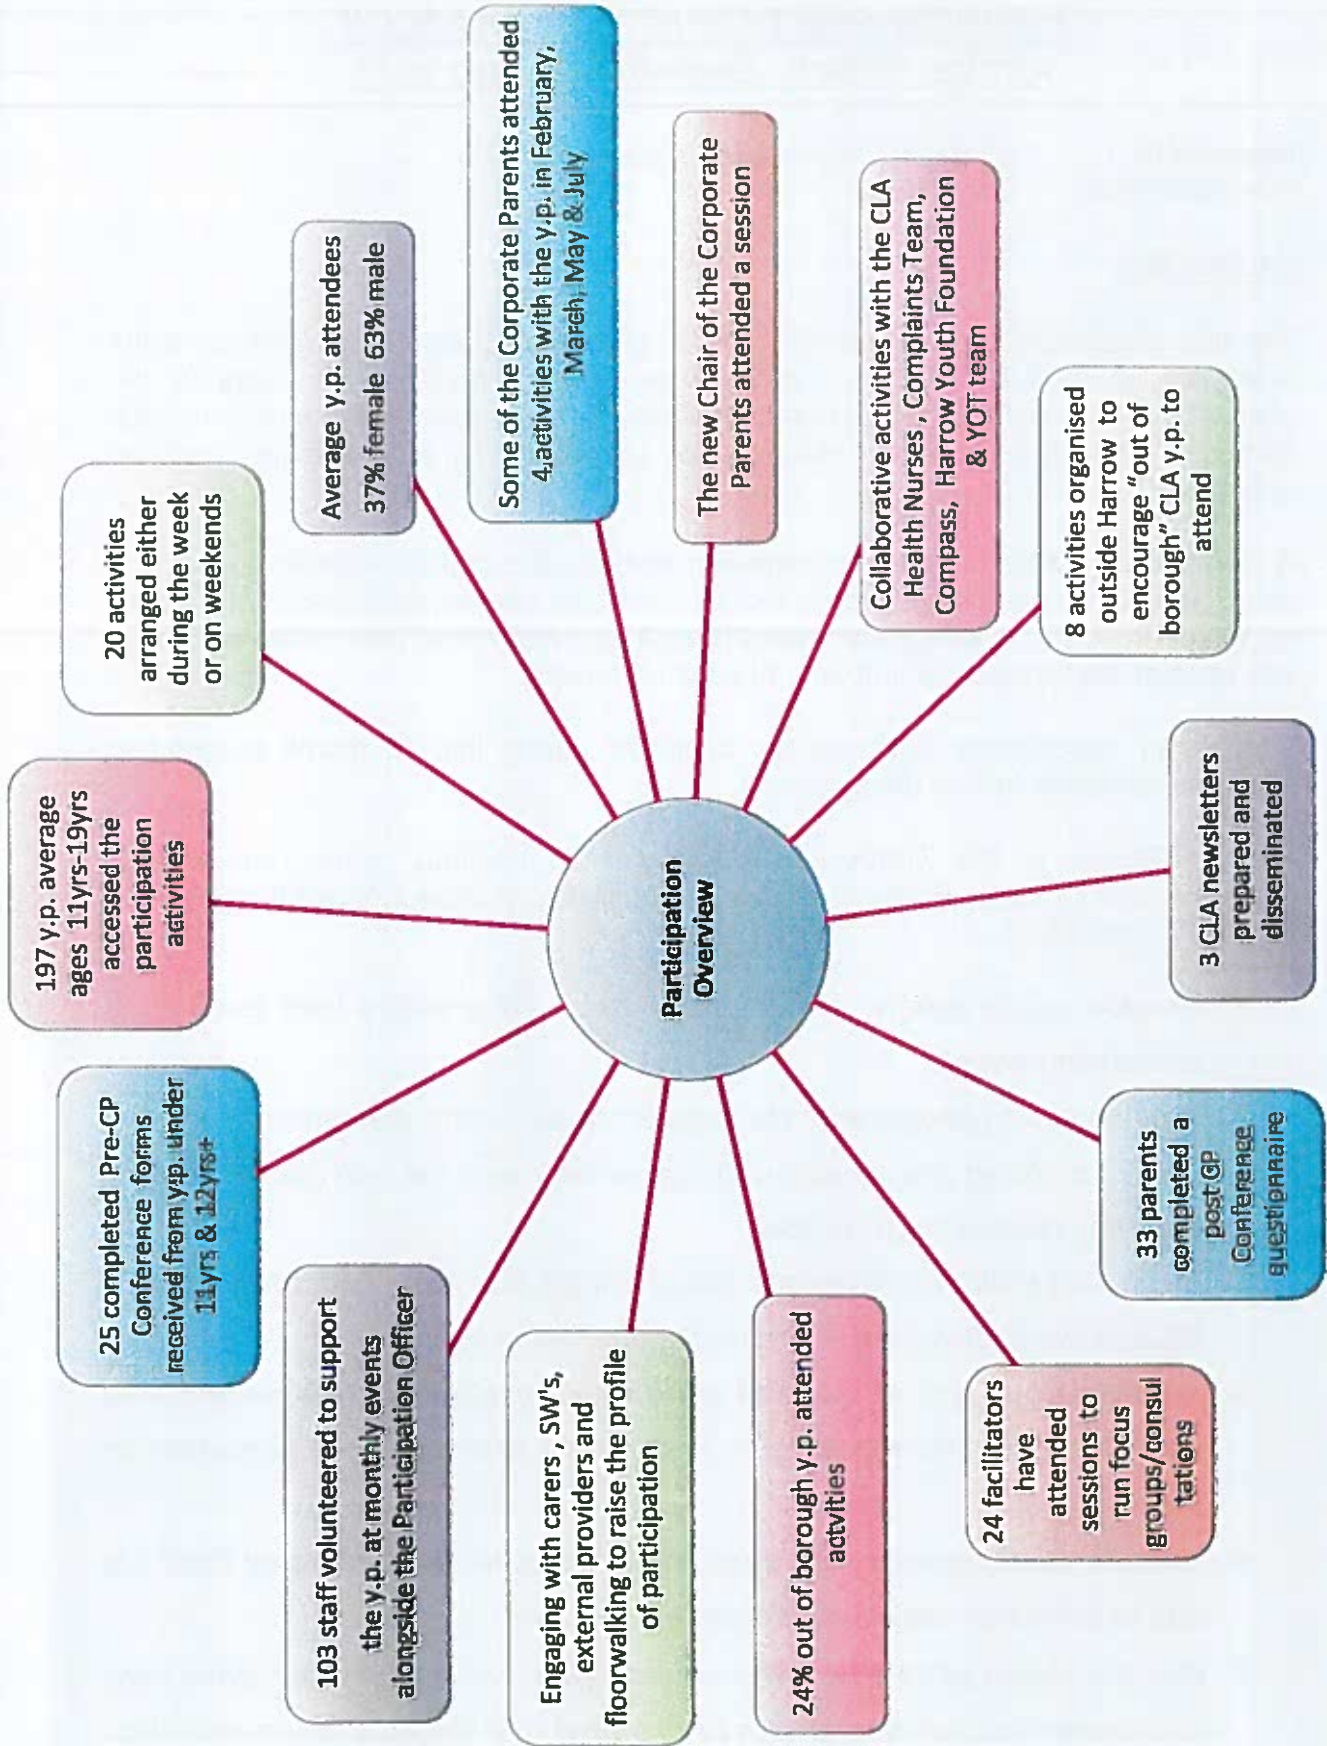 Participation
Overview
197 y.p. average
ages 11yrs-19yrs
accessed the
participation
activities
20 activities
arranged either
during the week
or on weekends
Average y.p. attendees
37% female 63% male
Some of the Corporate Parents attended
4,activities with the y.p. in February,
March, May & July
The new Chair of the Corporate
Parents attended a session
Collaborative activities with the CLA
Health Nurses , Complaints Team,
Compass, Harrow Youth Foundation
& YOT team
8 activities organised
outside Harrow to
encourage "out of
borough" CLA y.p. to
attend
3 CLA newsletters
prepared and
disseminated
33 parents
completed a
post CP
Conference
questionnaire
24 facilitators
have
attended
sessions to
run focus
groups/consul
tations
24% out of borough y.p. attended
actvities
Engaging with carers , SW's,
external providers and
floorwalking to raise the profile
of participation
103 staff volunteered to support
the y.p. at monthly events
alongside the Participation Officer
25 completed Pre-CP
Conference forms
received from y.p. under
11yrs & 12yrs+